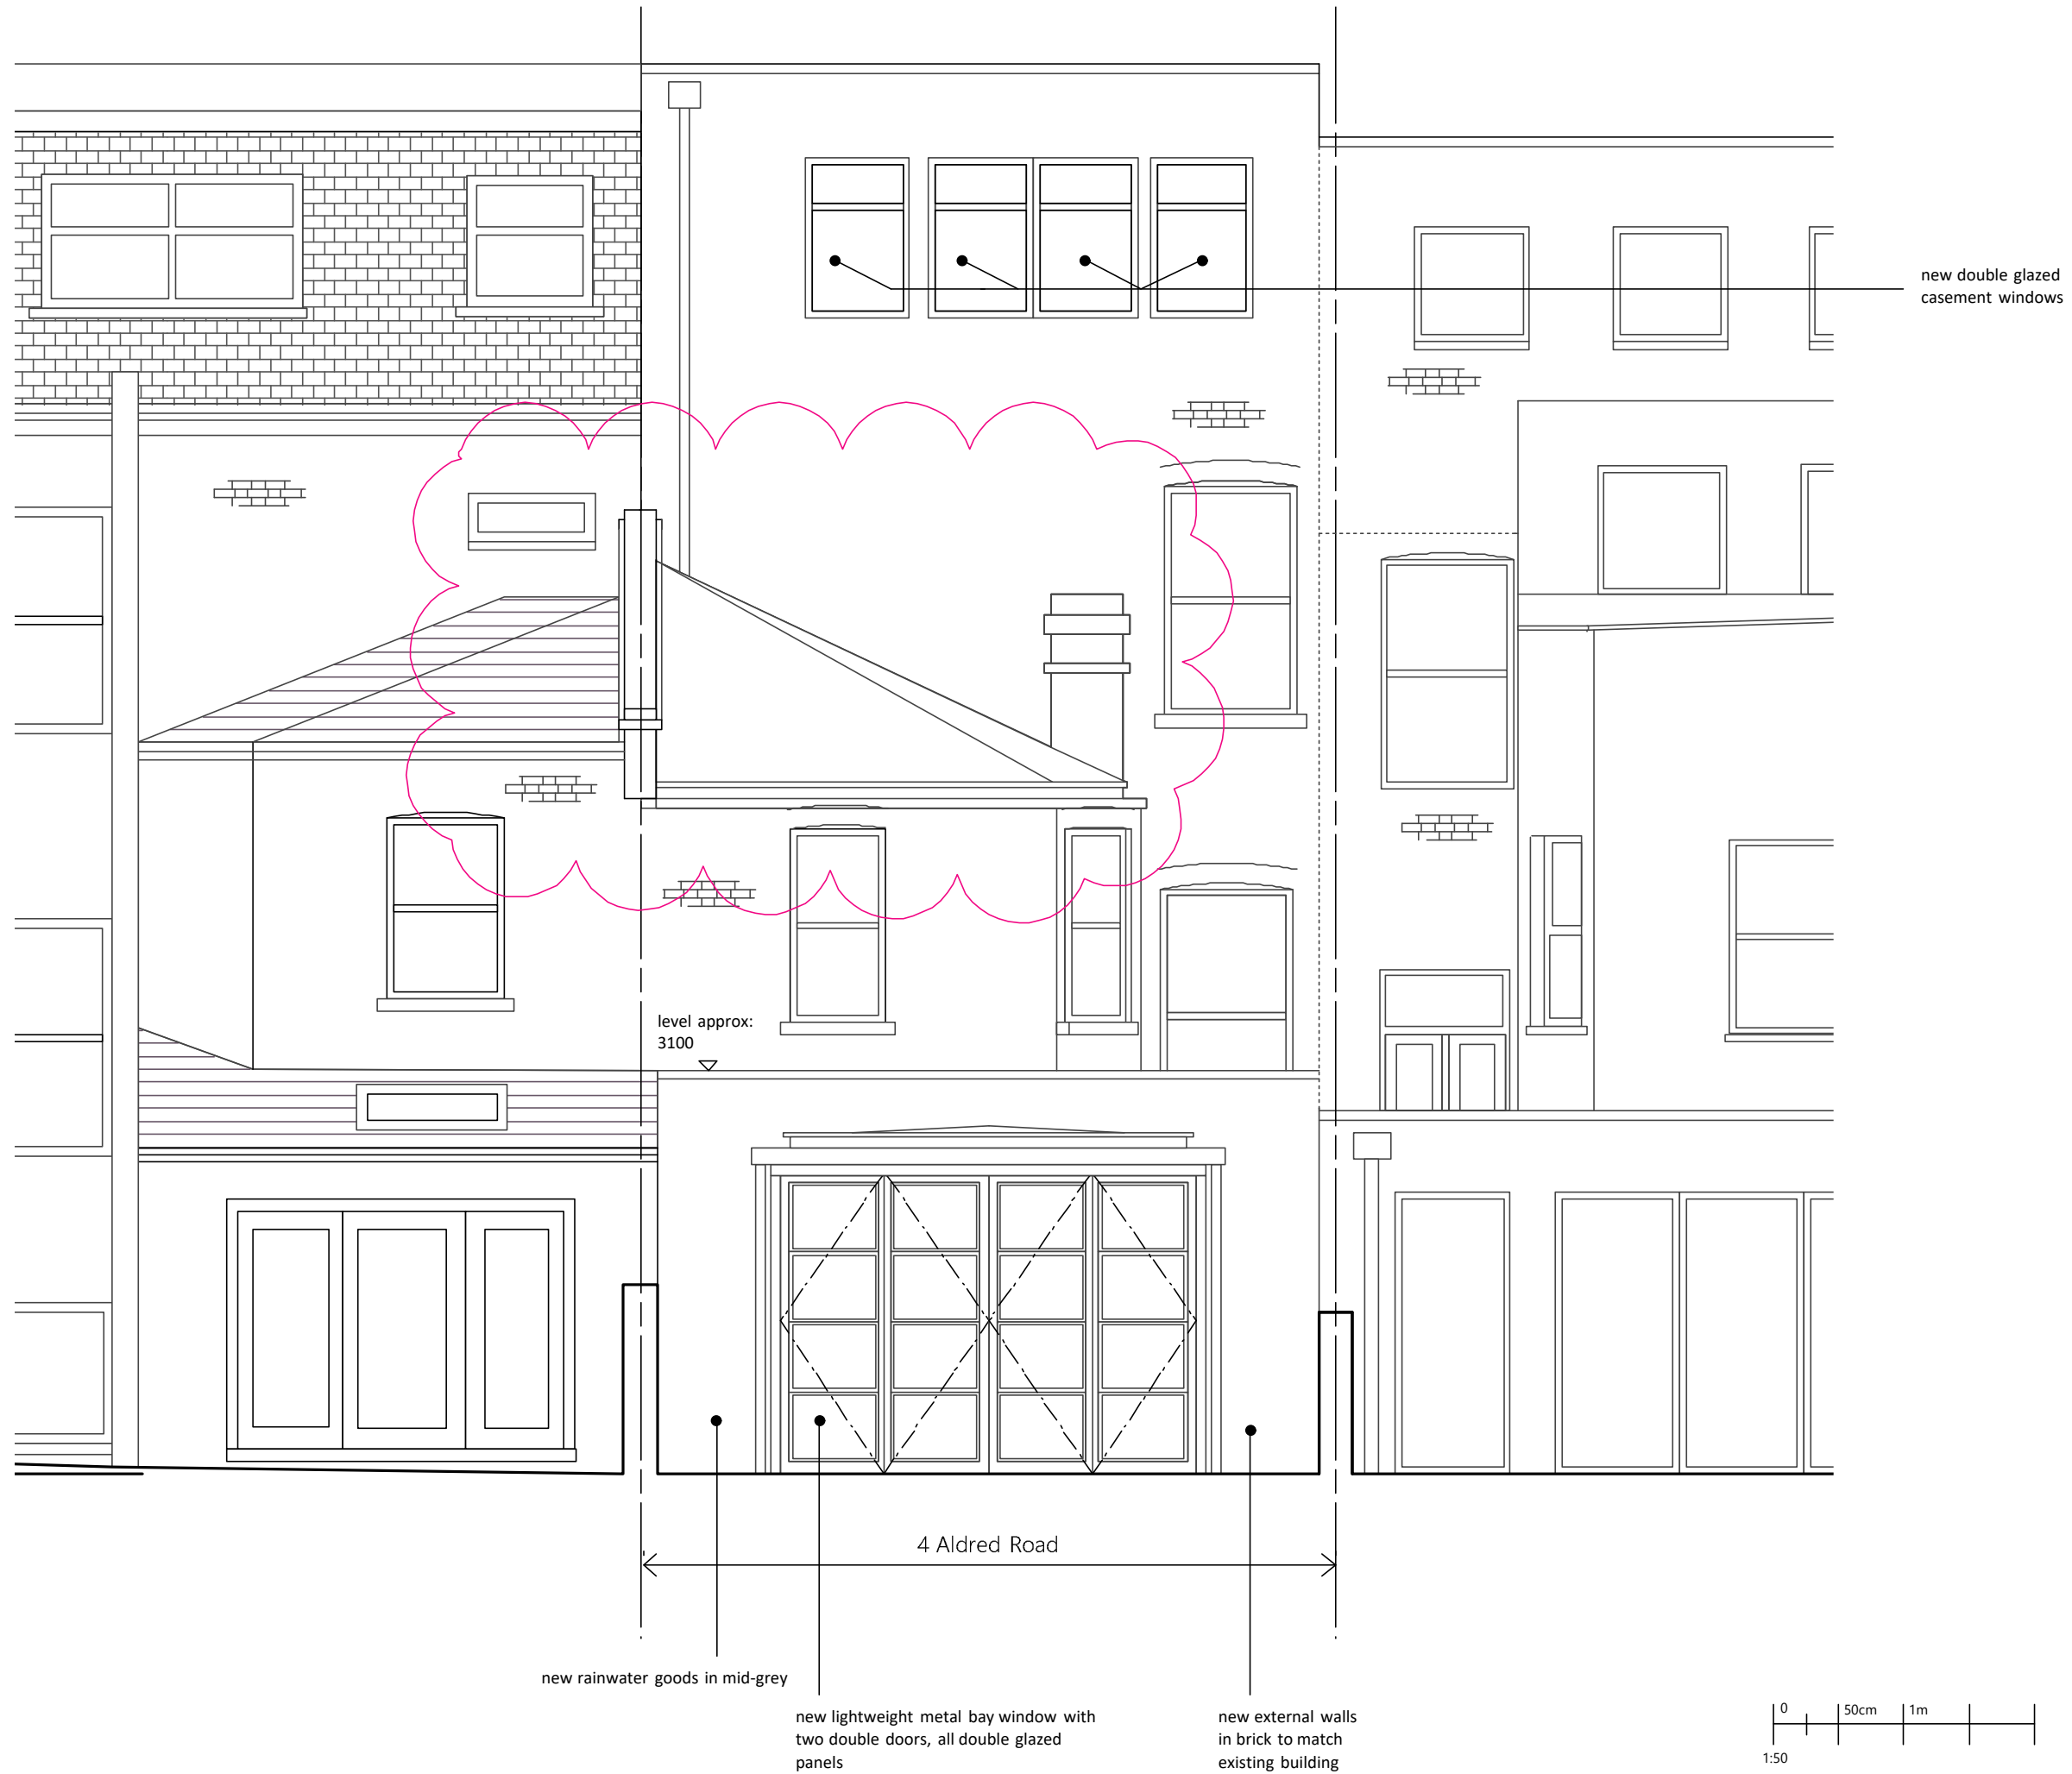 new double glazed
casement windows
level approx:
3100
4 Aldred Road
new rainwater goods in mid-grey
new lightweight metal bay window with
two double doors, all double glazed
panels
new external walls
in brick to match
existing building
0 50cm 1m
1:50